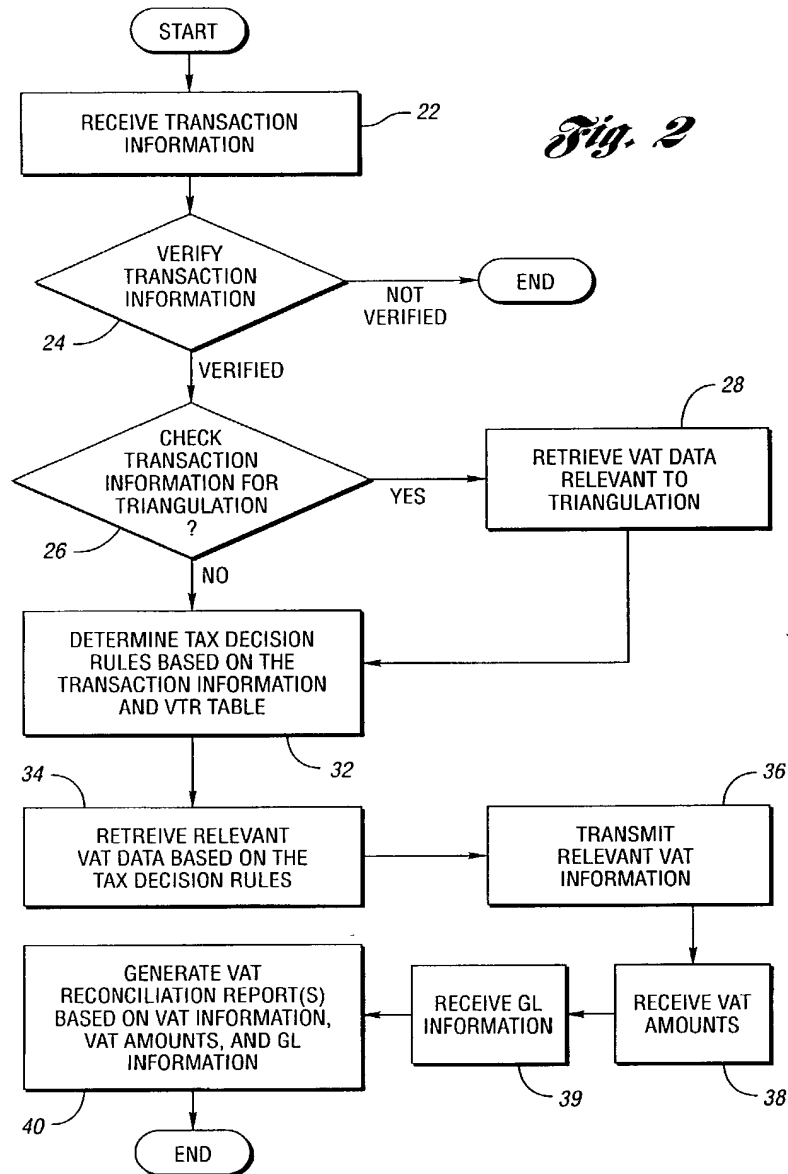 START
RECEIVE TRANSACTION
INFORMATION
22
Fig. 2
VERIFY
TRANSACTION
INFORMATION
24
NOT
VERIFIED
END
VERIFIED
CHECK
TRANSACTION
INFORMATION FOR
TRIANGULATION
?
26
YES
28
RETRIEVE VAT DATA
RELEVANT TO
TRIANGULATION
NO
DETERMINE TAX DECISION
RULES BASED ON THE
TRANSACTION INFORMATION
AND VTR TABLE
32
34
RETREIVE RELEVANT
VAT DATA BASED ON THE
TAX DECISION RULES
36
TRANSMIT
RELEVANT VAT
INFORMATION
RECEIVE VAT
AMOUNTS
38
RECEIVE GL
INFORMATION
39
GENERATE VAT
RECONCILIATION REPORT(S)
BASED ON VAT INFORMATION,
VAT AMOUNTS, AND GL
INFORMATION
40
END